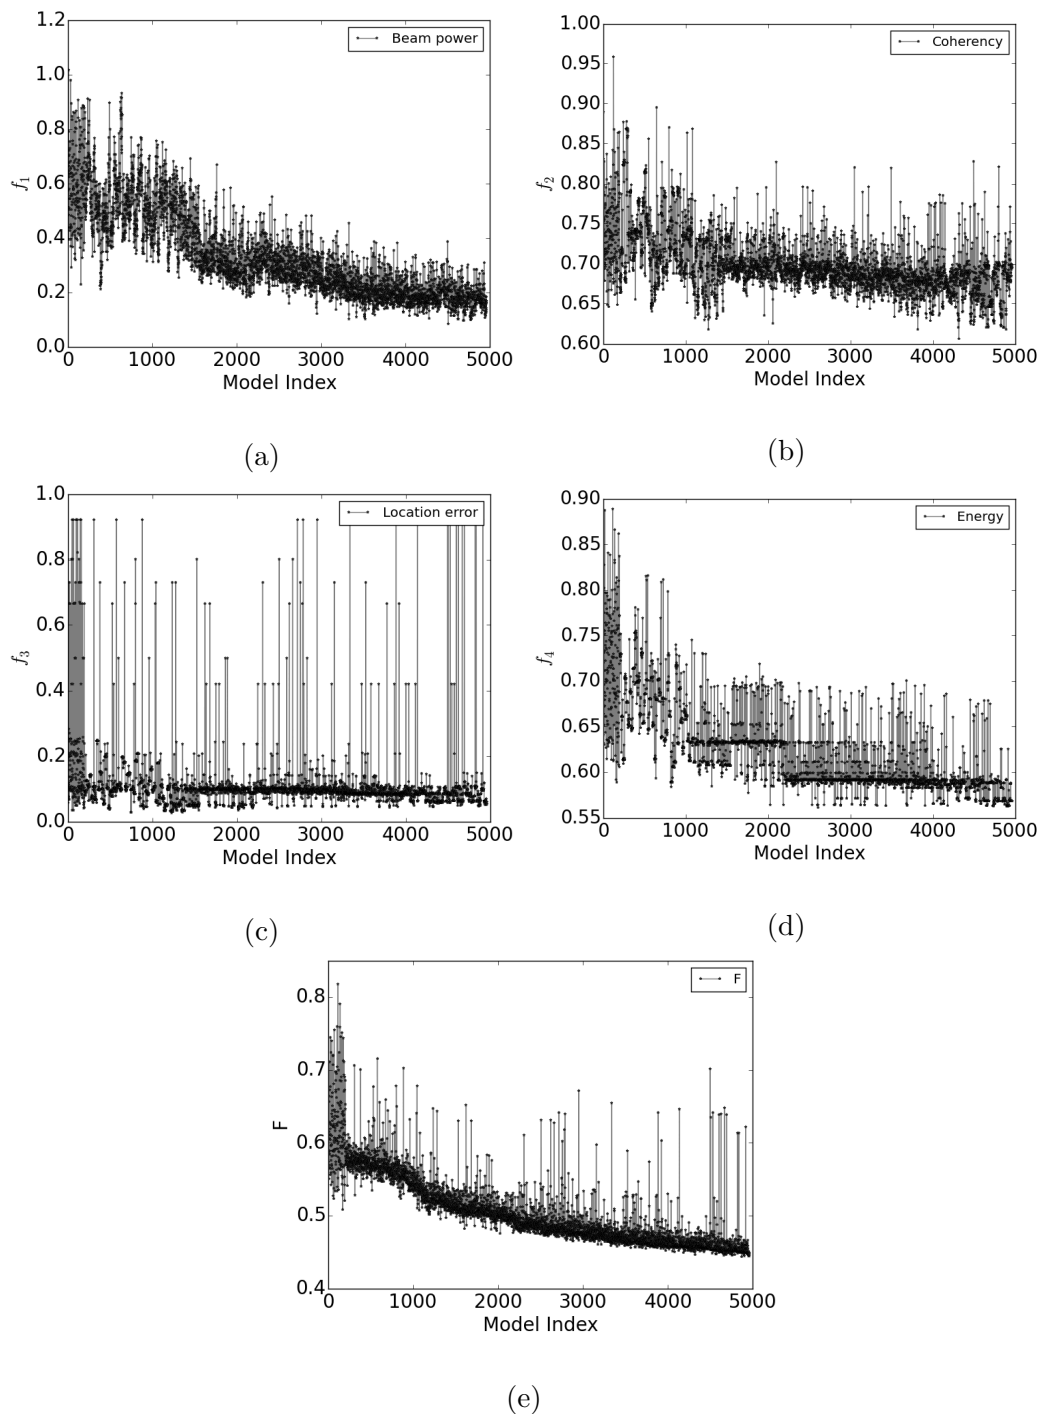 1.2
1.0
0.8
0.6
0.4
0.2
0.0
f1
Beam power
0 1000 2000 3000 4000 5000
Model Index
(a)
1.00
0.95
0.90
0.85
0.80
0.75
0.70
0.65
0.60
f2
Coherency
0 1000 2000 3000 4000 5000
Model Index
(b)
1.0
0.8
0.6
0.4
0.2
0.0
f3
Location error
0 1000 2000 3000 4000 5000
Model Index
(c)
0.90
0.85
0.80
0.75
0.70
0.65
0.60
0.55
f4
Energy
0 1000 2000 3000 4000 5000
Model Index
(d)
0.8
0.7
0.6
0.5
0.4
F
F
0 1000 2000 3000 4000 5000
Model Index
(e)